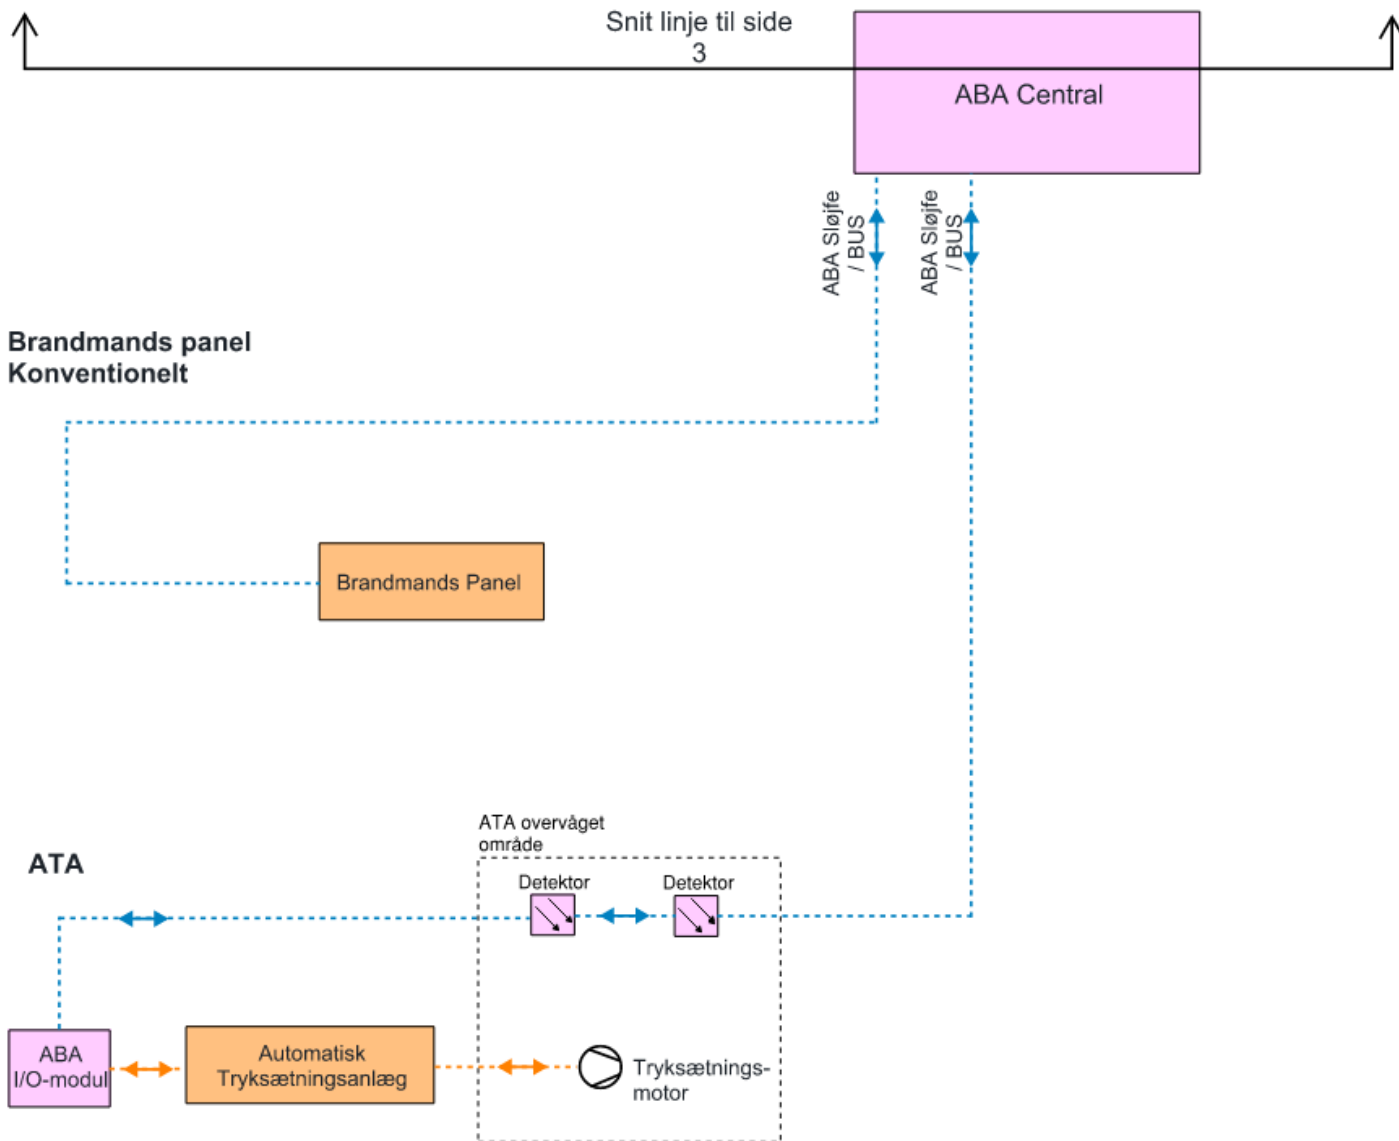 Snit linje til side
3
ABA Central
ABA Sløjfe
/ BUS
ABA Sløjfe
/ BUS
Brandmands panel
Konventionelt
Brandmands Panel
ATA overvåget
område
ATA
Detektor
Detektor
ABA
I/O-modul
Automatisk
Tryksætningsanlæg
Tryksætnings-
motor